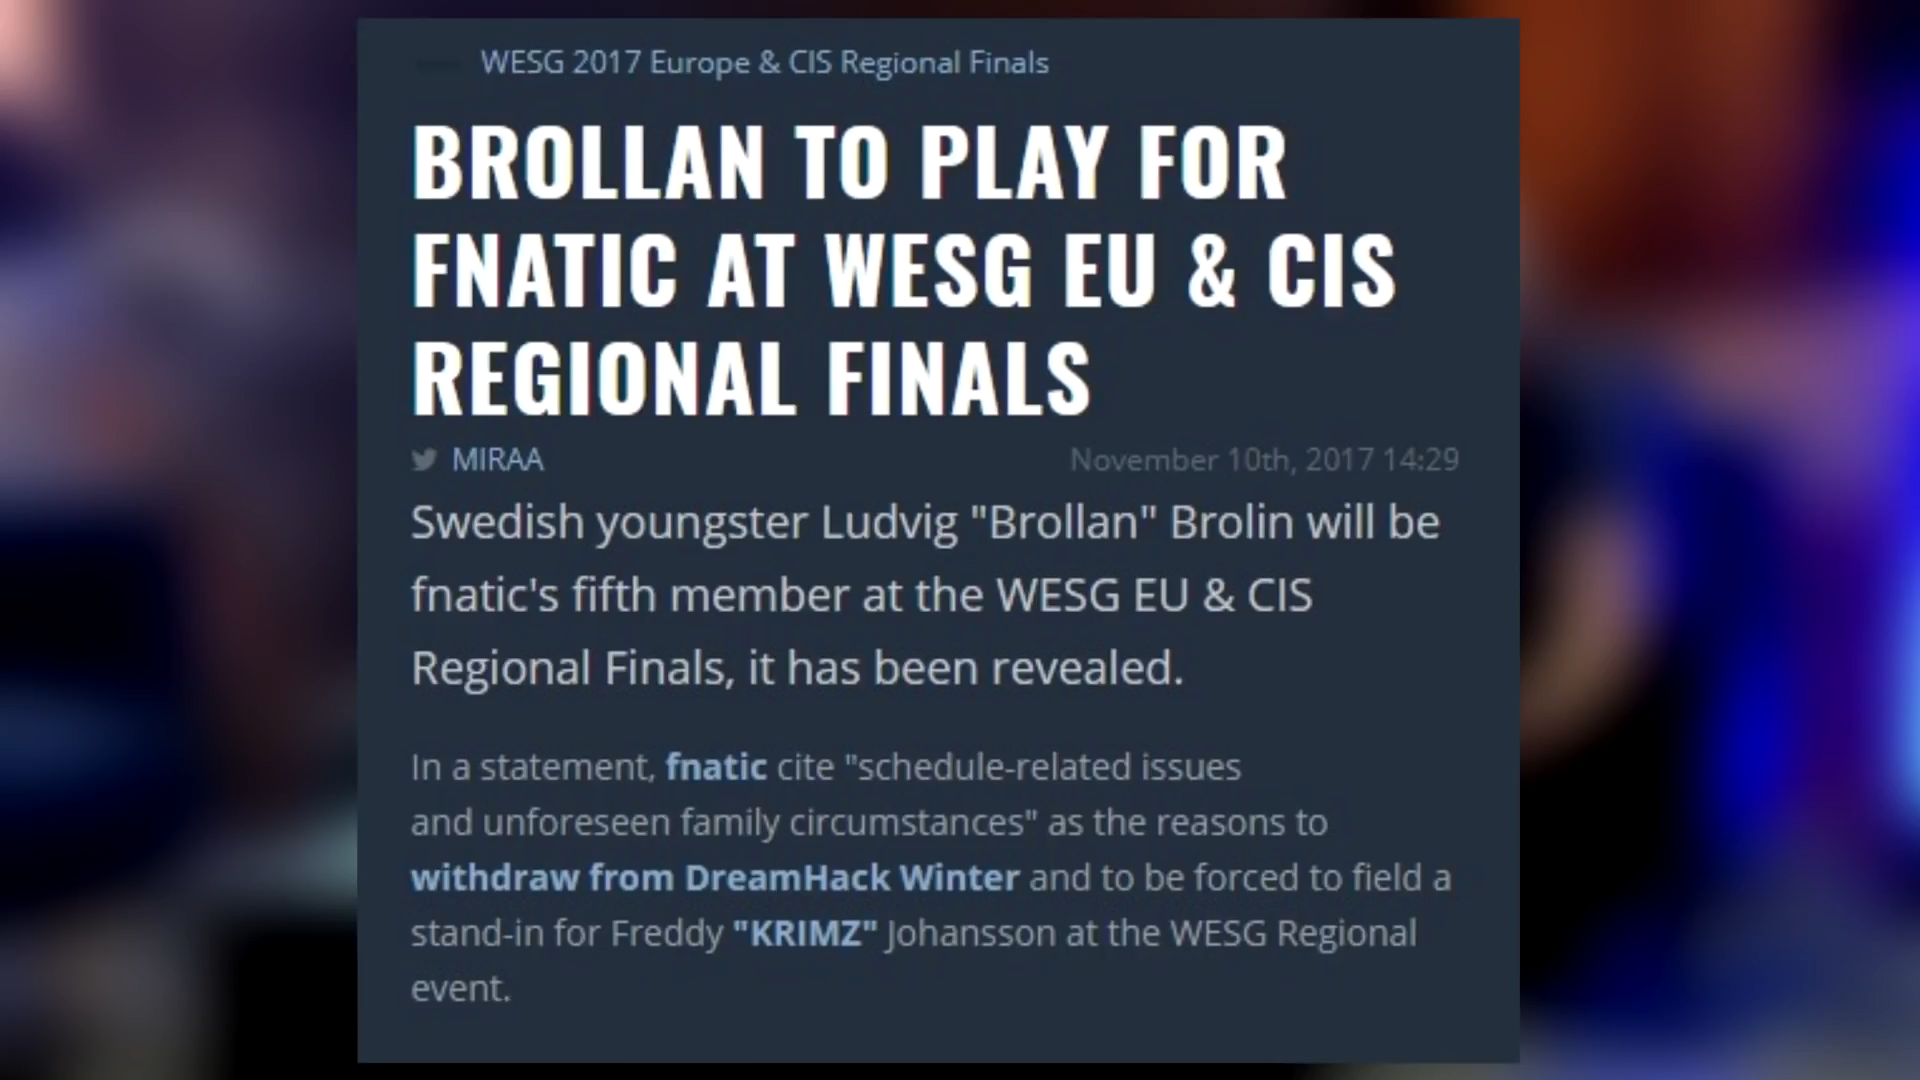 WESG 2017 Europe & CIS Regional Finals
BROLLAN TO PLAY FOR
FNATIC AT WESG EU & CIS
REGIONAL FINALS
MIRAA November 10th, 2017 14:29
Swedish youngster Ludvig "Brollan" Brolin will be
fnatic's fifth member at the WESG EU & CIS
Regional Finals, it has been revealed.
In a statement, fnatic cite "schedule-related issues
and unforeseen family circumstances" as the reasons to
withdraw from DreamHack Winter and to be forced to field a
stand-in for Freddy "KRIMZ" Johansson at the WESG Regional
event.